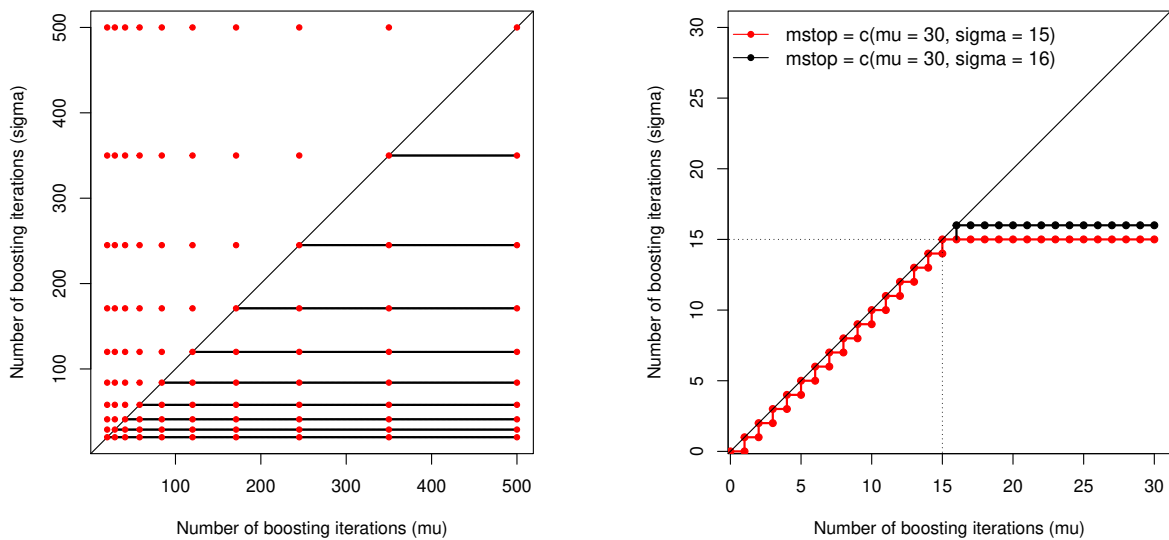 500
400
300
200
100
Number of boosting iterations (sigma)
100 200 300 400 500
Number of boosting iterations (mu)
mstop = c(mu = 30, sigma = 15)
mstop = c(mu = 30, sigma = 16)
30
25
20
15
10
5
0
Number of boosting iterations (sigma)
0 5 10 15 20 25 30
Number of boosting iterations (mu)